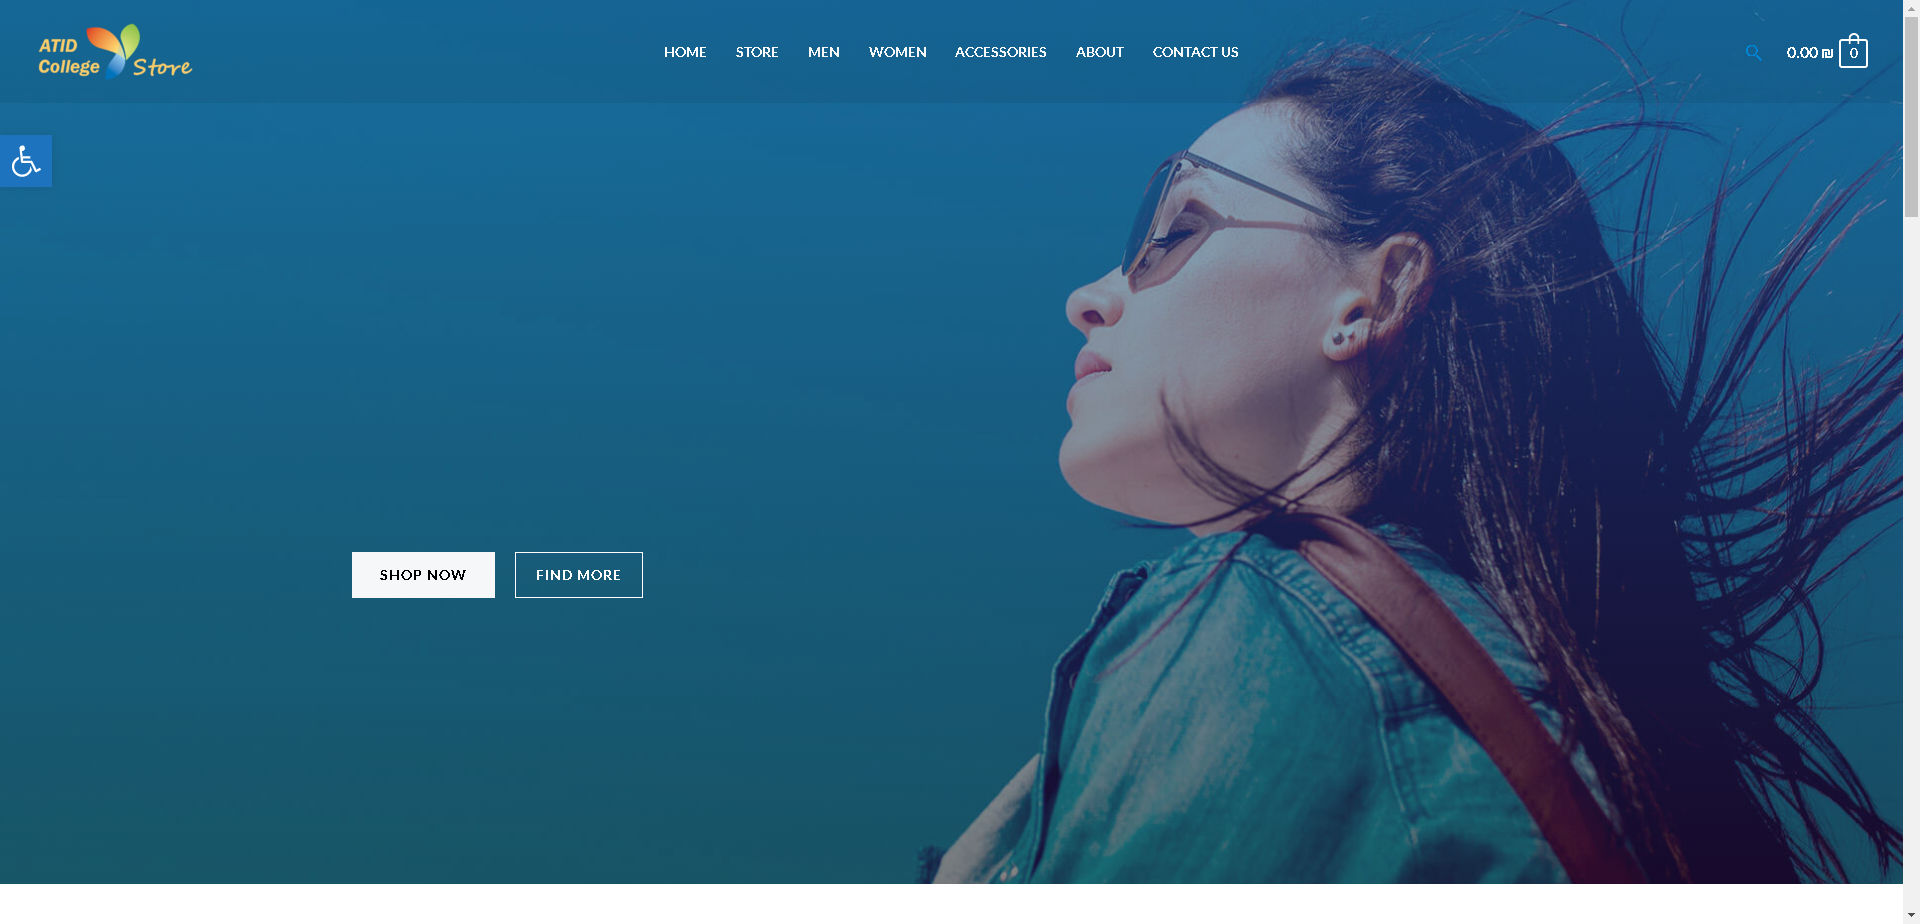 ATID
College Store
HOME STORE MEN WOMEN ACCESSORIES ABOUT CONTACT US
0.00 ₪ 0
SHOP NOW FIND MORE